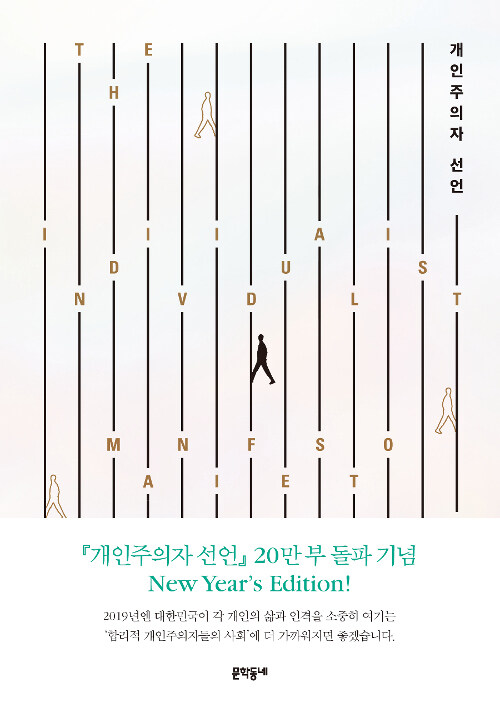 THE
개인주의자 선언
INDIVIDUALIST
MANIFESTO
『개인주의자 선언』 20만 부 돌파 기념
New Year's Edition!
2019년엔 대한민국이 각 개인의 삶과 인격을 소중히 여기는
'합리적 개인주의자들의 사회'에 더 가까워지면 좋겠습니다.
문학동네